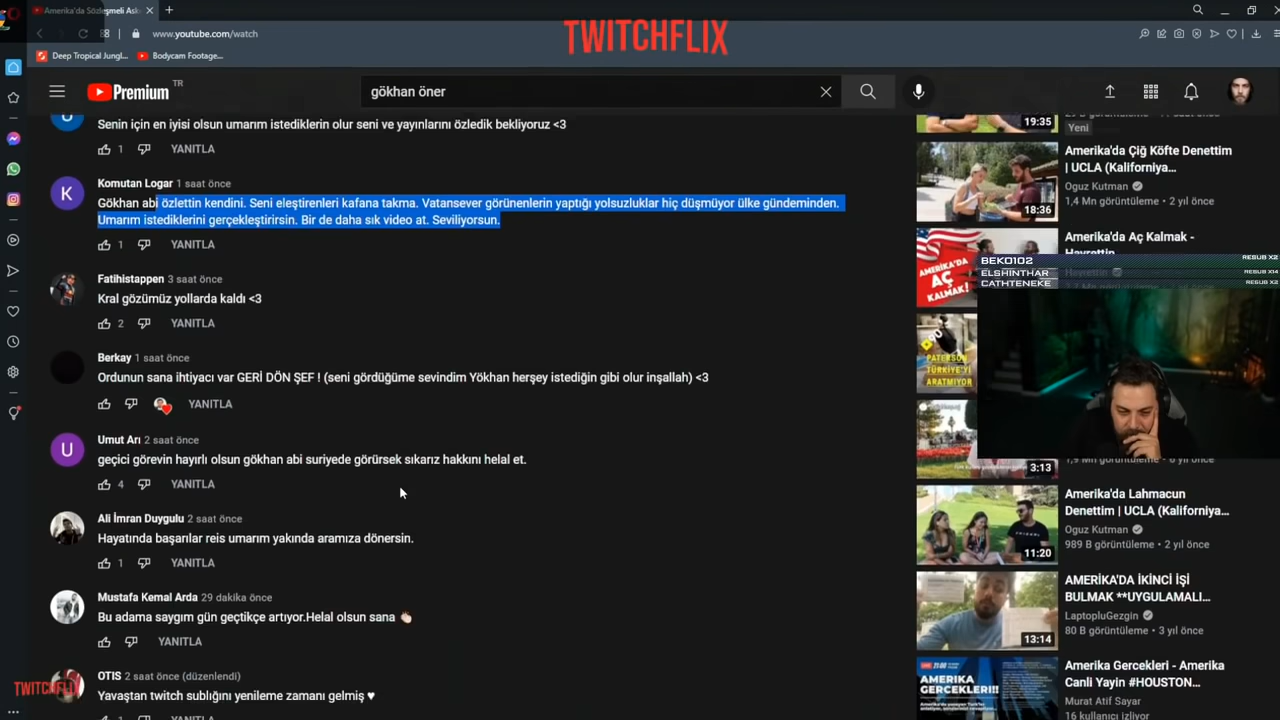 Amerika'da Sözleşmeli Ask
TWITCHFLIX
www.youtube.com/watch
Deep Tropical Jungl...
Bodycam Footage...
Premium TR
gökhan öner
Senin için en iyisi olsun umarım istediklerin olur seni ve yayınlarını özledik bekliyoruz <3
1 YANITLA
K
Komutan Logar 1 saat önce
Gökhan abi özlettin kendini. Seni eleştirenleri kafana takma. Vatansever görünenlerin yaptığı yolsuzluklar hiç düşmüyor ülke gündeminden.
Umarım istediklerini gerçekleştirirsin. Bir de daha sık video at. Seviliyorsun.
1 YANITLA
Fatihistappen 3 saat önce
Kral gözümüz yollarda kaldı <3
2 YANITLA
Berkay 1 saat önce
Ordunun sana ihtiyacı var GERİ DÖN ŞEF ! (seni gördüğüme sevindim Yökhan herşey istediğin gibi olur inşallah) <3
YANITLA
U
Umut Arı 2 saat önce
geçici görevin hayırlı olsun gökhan abi suriyede görürsek sıkarız hakkını helal et.
4 YANITLA
Ali İmran Duygulu 2 saat önce
Hayatında başarılar reis umarım yakında aramıza dönersin.
1 YANITLA
Mustafa Kemal Arda 29 dakika önce
Bu adama saygım gün geçtikçe artıyor.Helal olsun sana 👏🏻
YANITLA
OTIS 2 saat önce (düzenlendi)
TWITCHFLIX
YANITLA
19:35
Yeni
18:36
Amerika'da Çiğ Köfte Denettim
| UCLA (Kaliforniya...
Oguz Kutman
1,4 Mn görüntüleme • 2 yıl önce
AMERİKA'DA
AÇ
KALMAK!
Amerika'da Aç Kalmak -
Hayrettin
BEKO102 RESUB X2
ELSHINTHAR RESUB X14
CATHTENEKE RESUB X2
PATERSON
TÜRKİYE'Yİ
ARATMIYOR
3:13
11:20
Amerika'da Lahmacun
Denettim | UCLA (Kaliforniya...
Oguz Kutman
989 B görüntüleme • 2 yıl önce
13:14
AMERİKA'DA İKİNCİ İŞİ
BULMAK **UYGULAMALI...
LaptopluGezgin
80 B görüntüleme • 3 yıl önce
21:00
AMERİKA
GERÇEKLERİ!!
Amerika Gercekleri - Amerika
Canli Yayin #HOUST...
Murat Atif Sayar
16 kullanıcı izliyor